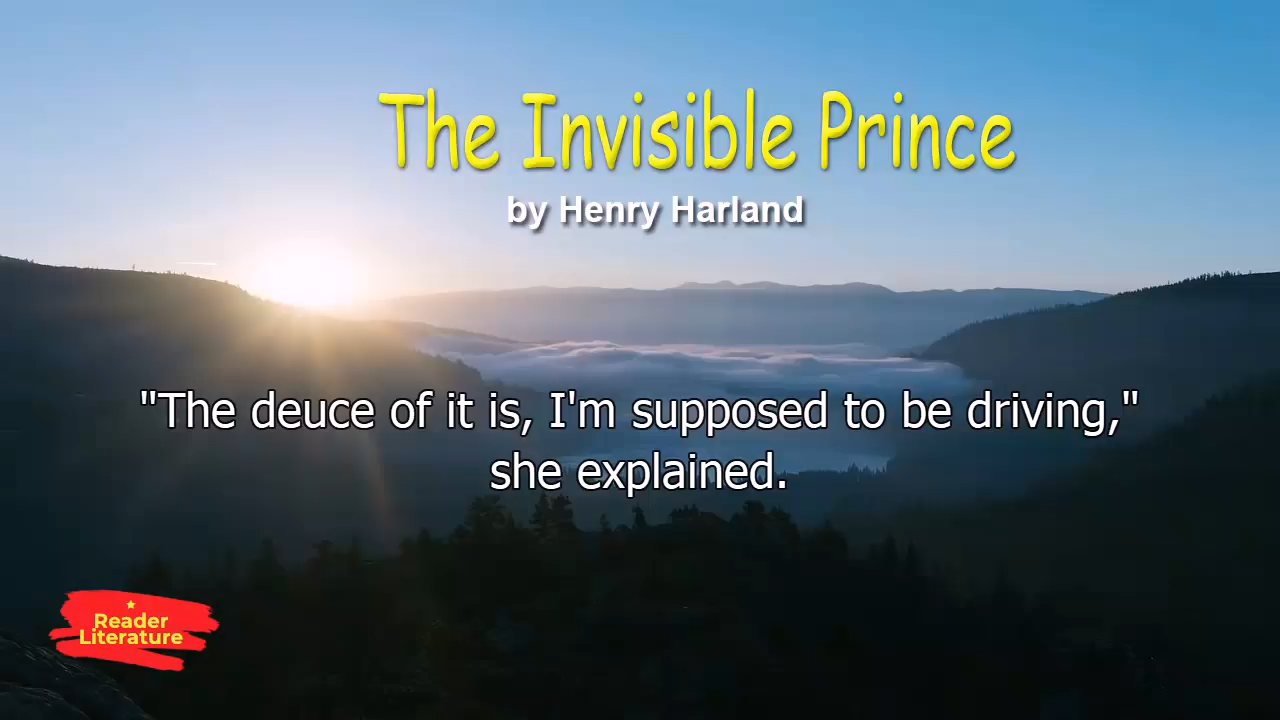 The Invisible Prince
by Henry Harland
"The deuce of it is, I'm supposed to be driving,"
she explained.
Reader
Literature